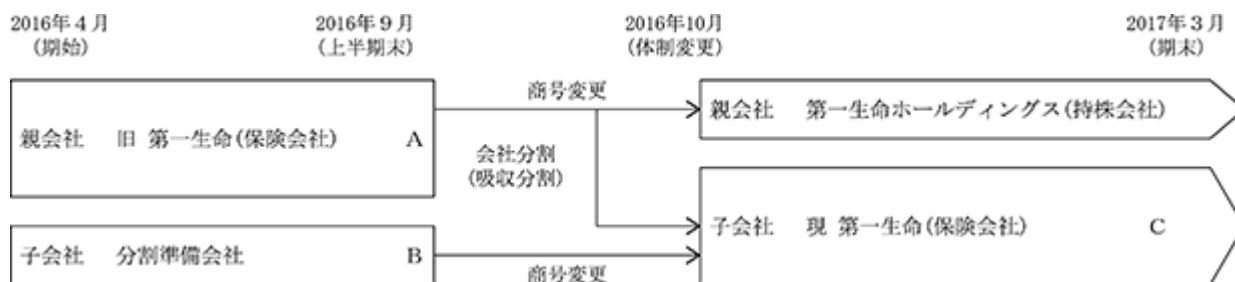 2016年4月 2016年9月 2016年10月 2017年3月
(期始) (上半期末) (体制変更) (期末)
商号変更
親会社 第一生命ホールディングス(持株会社)
親会社 旧 第一生命(保険会社) A
会社分割
(吸収分割)
子会社 現 第一生命(保険会社) C
子会社 分割準備会社 B
商号変更